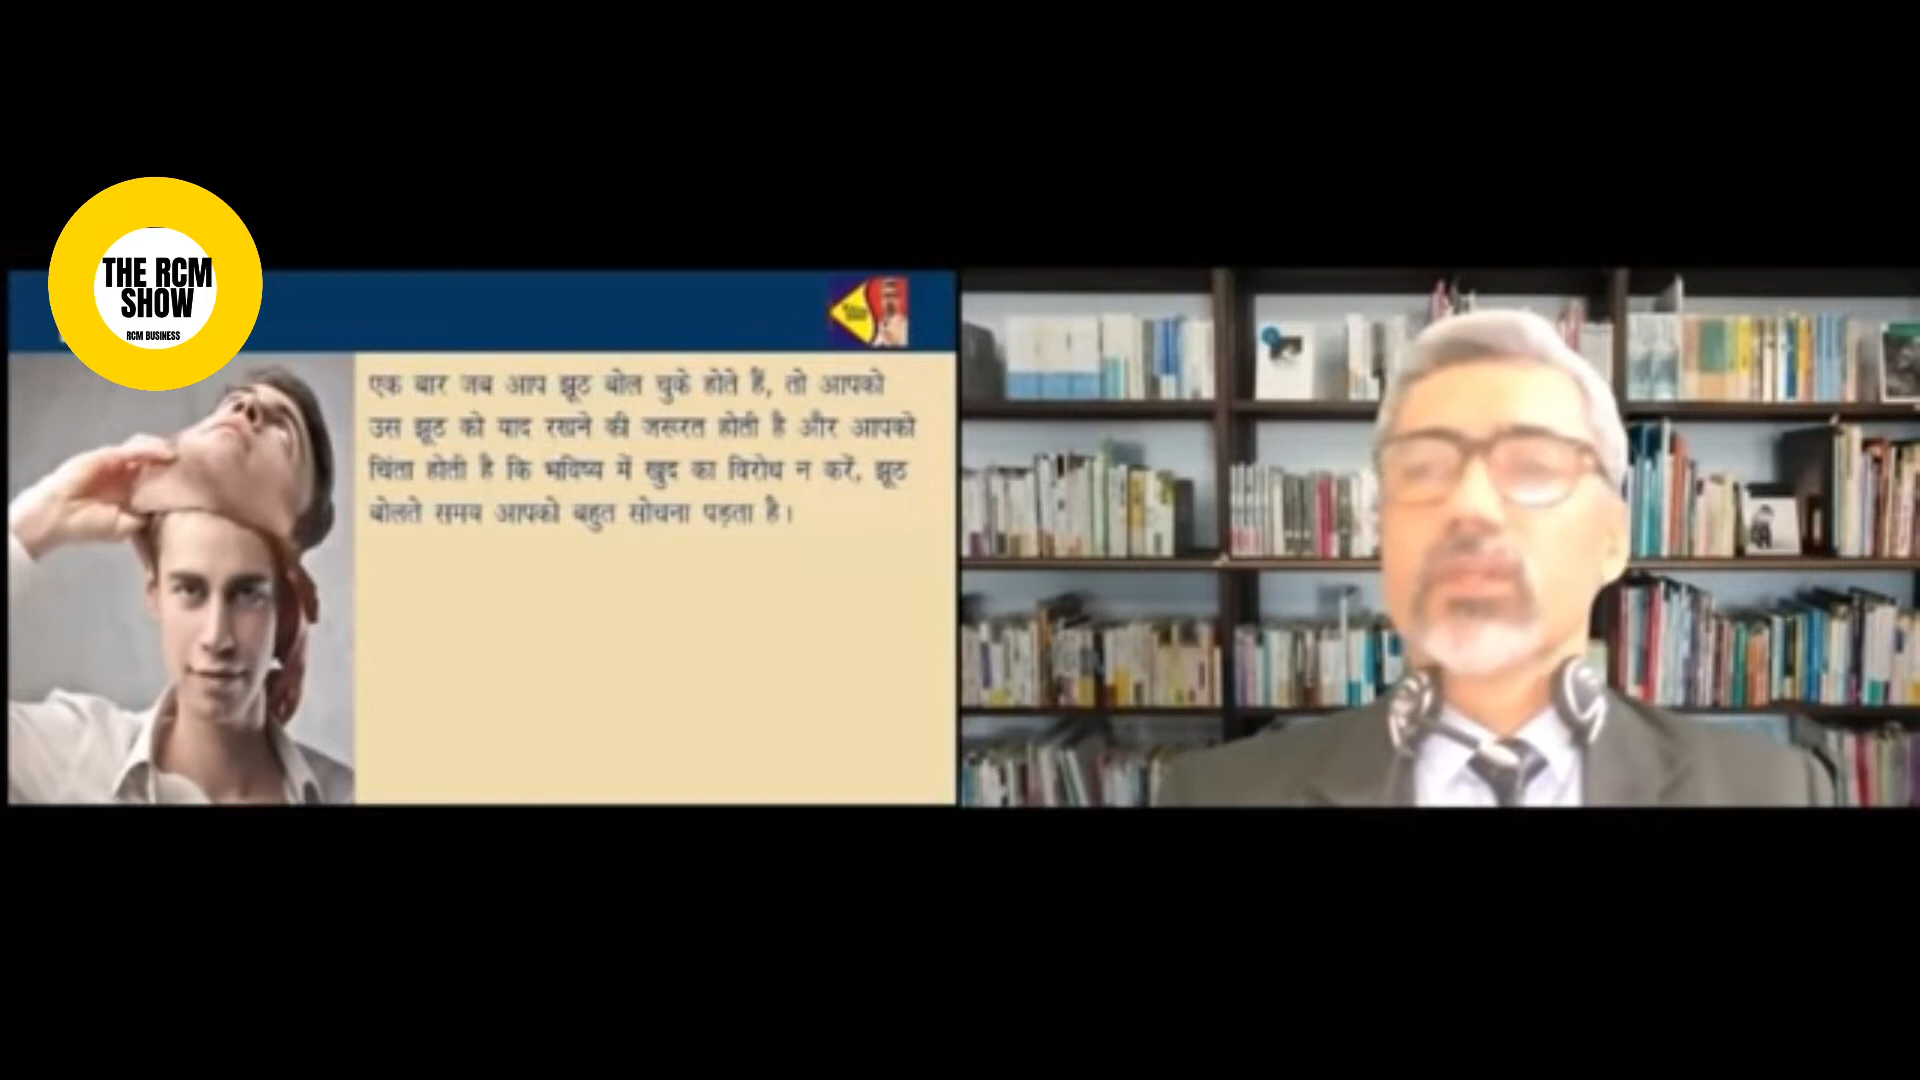 THE RCM
SHOW
RCM BUSINESS
एक बार जब आप झूठ बोल चुके होते हैं, तो आपको
उस झूठ को याद रखने की जरूरत होती है और आपको
चिंता होती है कि भविष्य में खुद का विरोध न करें, झूठ
बोलते समय आपको बहुत सोचना पड़ता है।